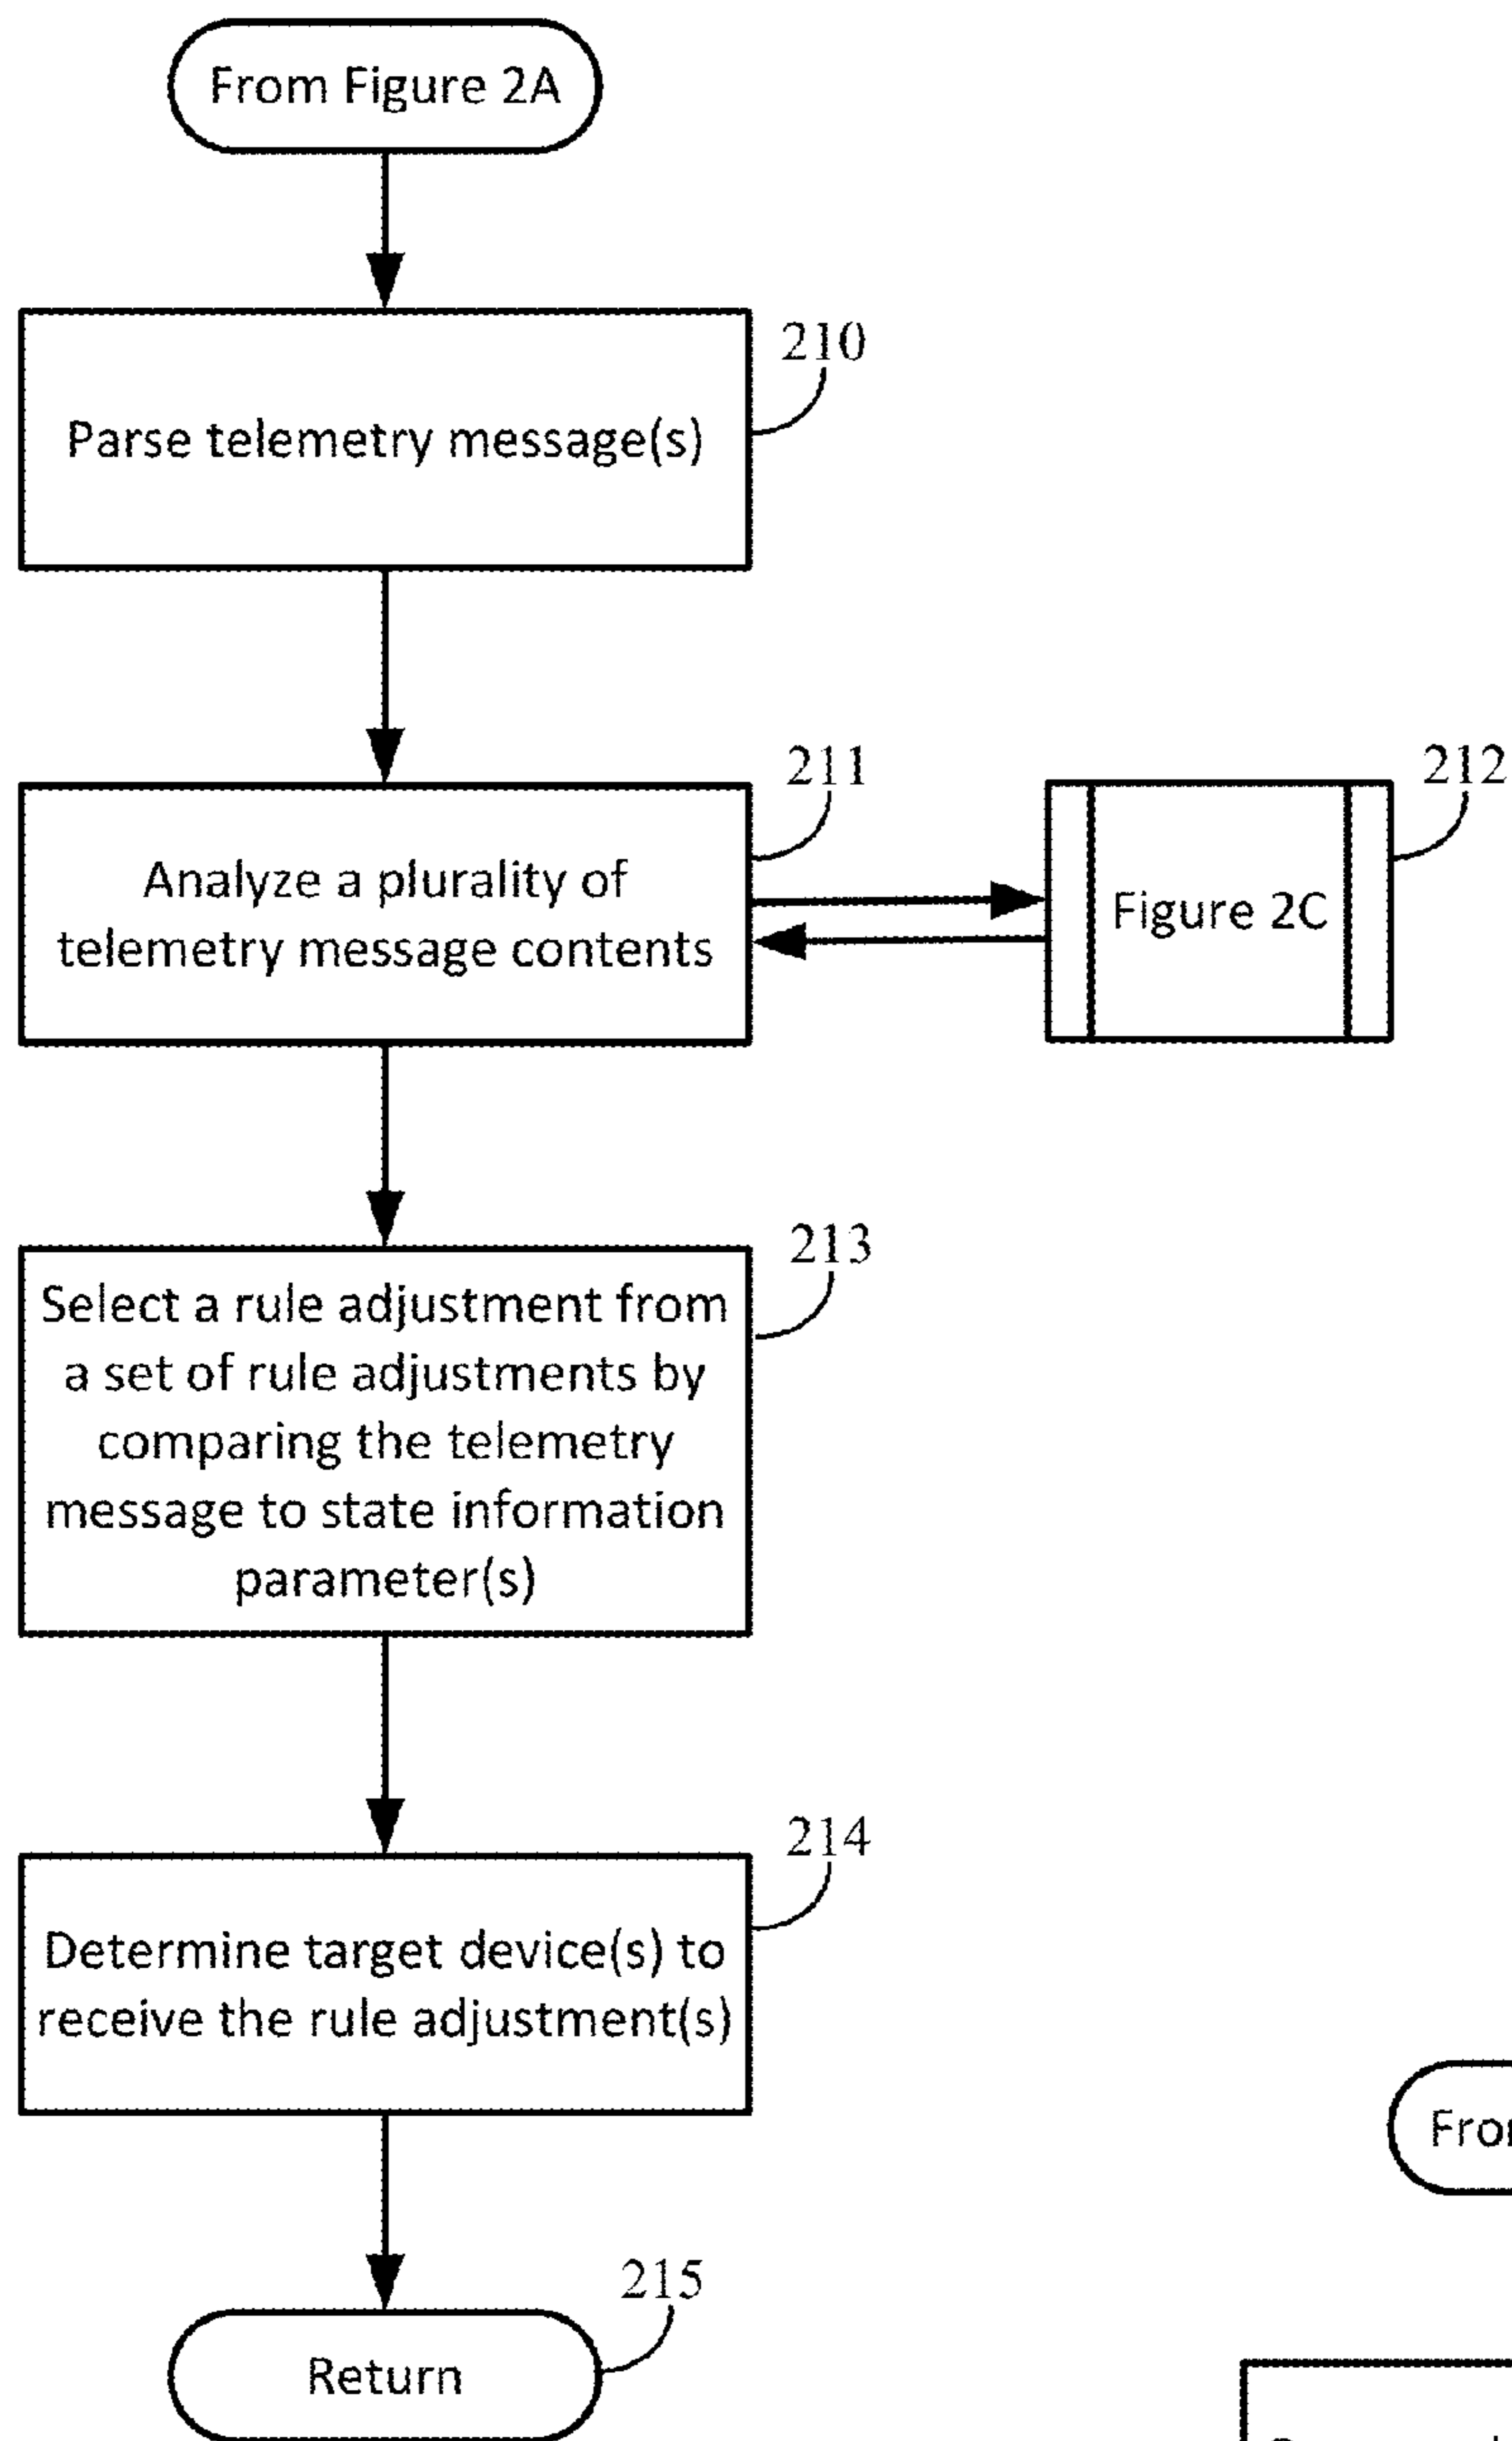 From Figure 2A
210
Parse telemetry message(s)
211
212
Analyze a plurality of
telemetry message contents
Figure 2C
213
Select a rule adjustment from
a set of rule adjustments by
comparing the telemetry
message to state information
parameter(s)
214
Determine target device(s) to
receive the rule adjustment(s)
215
Return